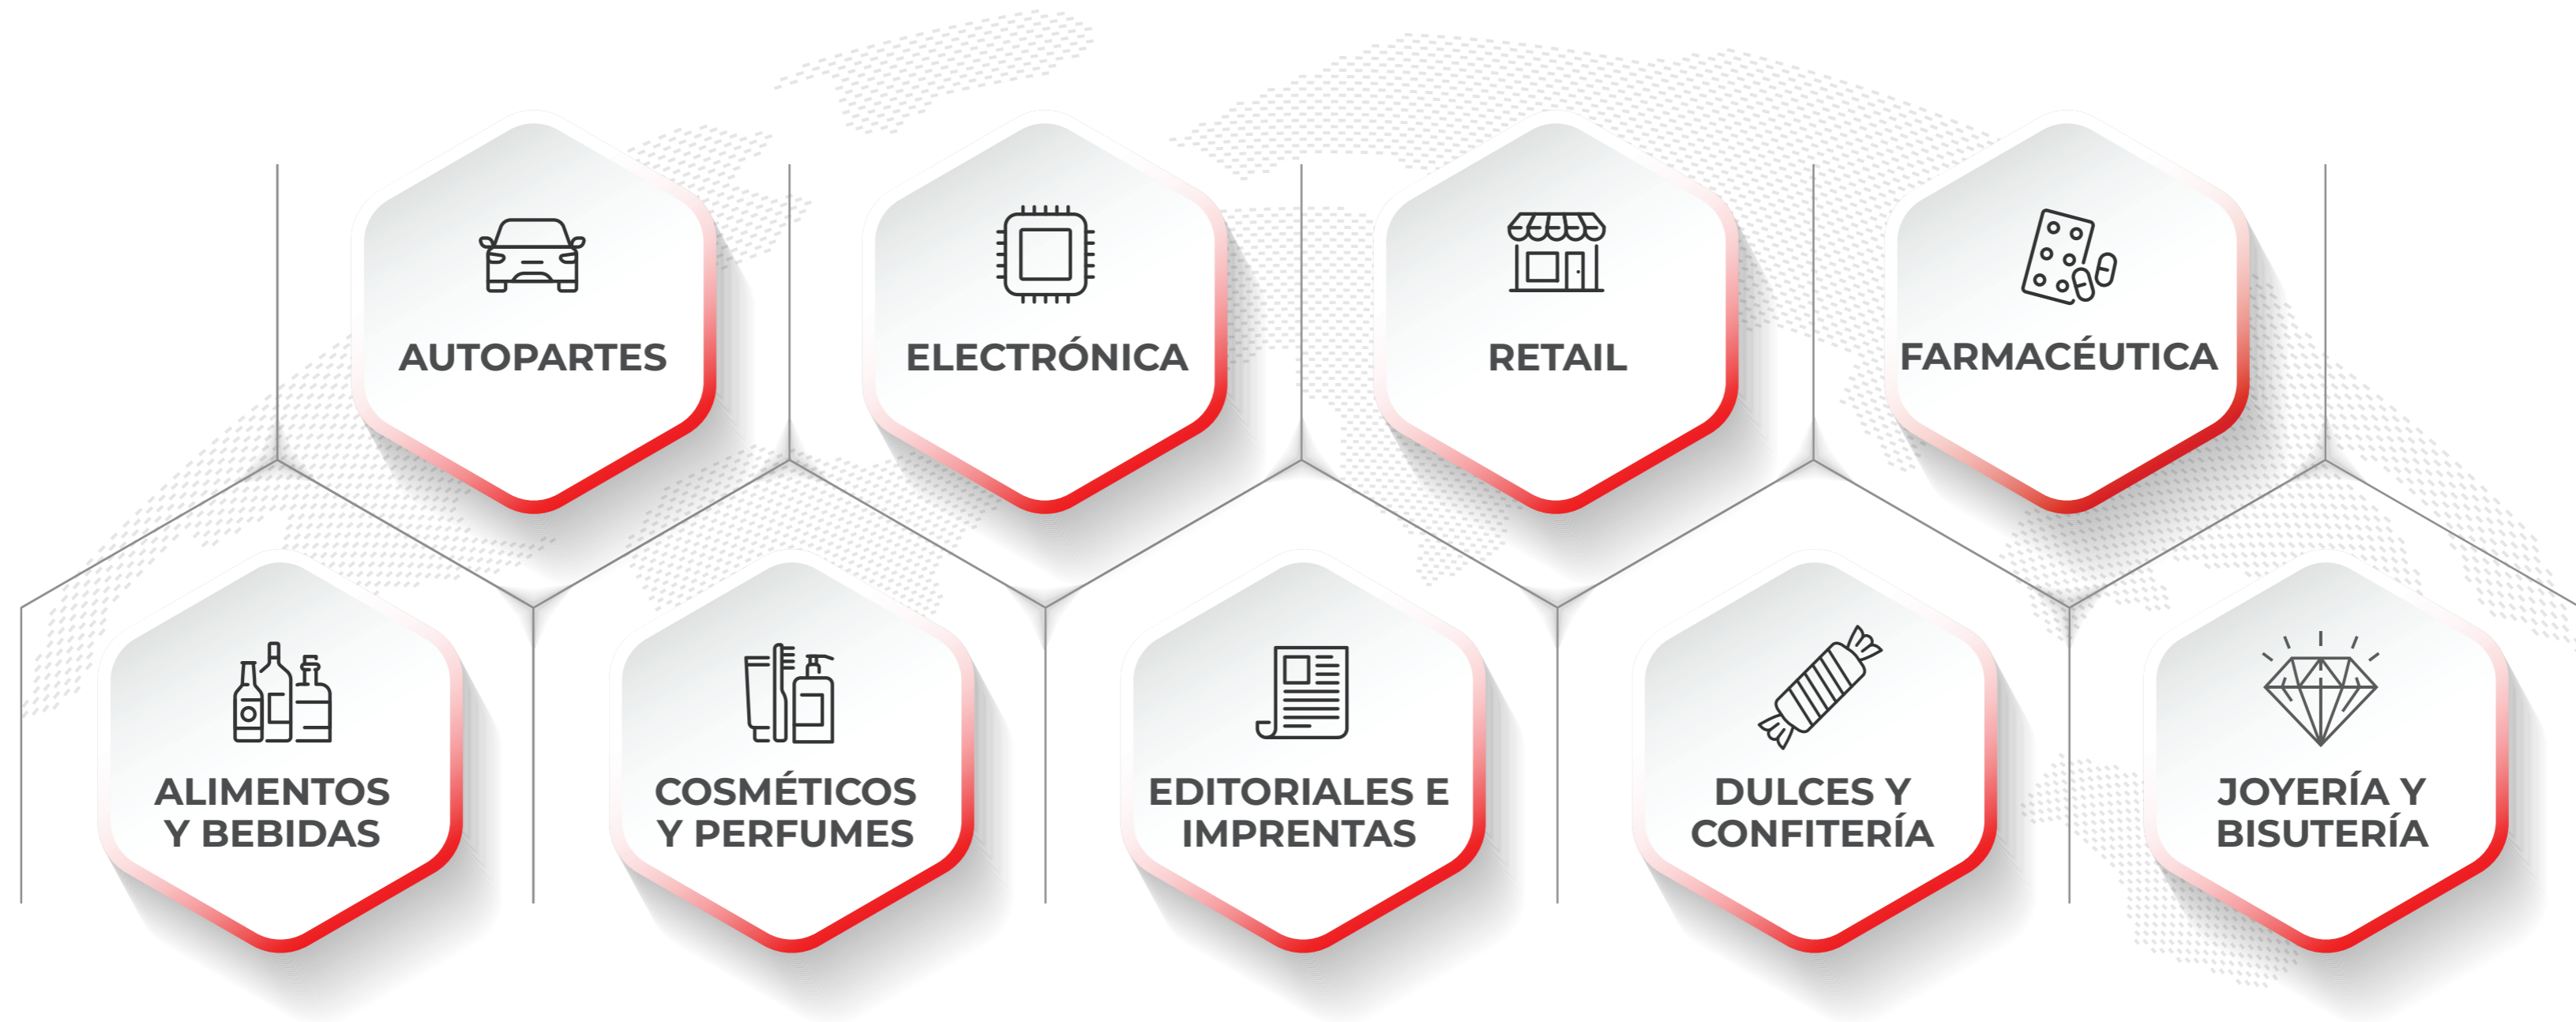 AUTOPARTES
ELECTRÓNICA
RETAIL
FARMACÉUTICA
ALIMENTOS
Y BEBIDAS
COSMÉTICOS
Y PERFUMES
EDITORIALES E
IMPRENTAS
DULCES Y
CONFITERÍA
JOYERÍA Y
BISUTERÍA